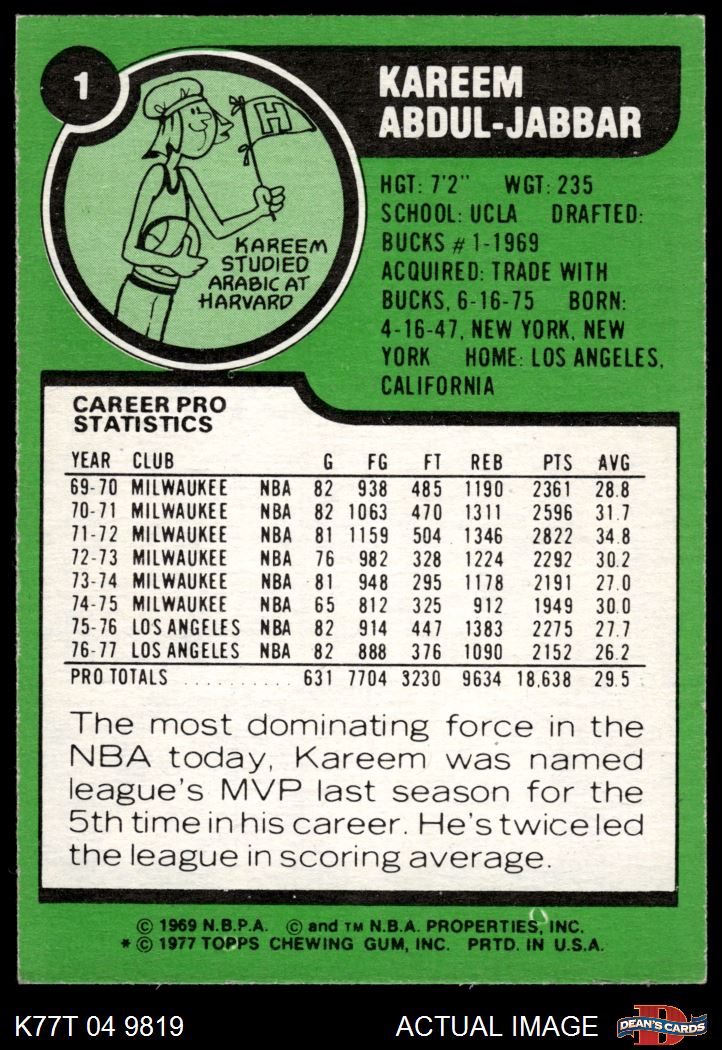 1
KAREEM
ABDUL-JABBAR
H
KAREEM
STUDIED
ARABIC AT
HARVARD
HGT: 7'2" WGT: 235
SCHOOL: UCLA DRAFTED:
BUCKS #1-1969
ACQUIRED: TRADE WITH
BUCKS, 6-16-75 BORN:
4-16-47, NEW YORK, NEW
YORK HOME: LOS ANGELES,
CALIFORNIA
CAREER PRO
STATISTICS
YEAR CLUB G FG FT REB PTS AVG
69-70 MILWAUKEE NBA 82 938 485 1190 2361 28.8
70-71 MILWAUKEE NBA 82 1063 470 1311 2596 31.7
71-72 MILWAUKEE NBA 81 1159 504 1346 2822 34.8
72-73 MILWAUKEE NBA 76 982 328 1224 2292 30.2
73-74 MILWAUKEE NBA 81 948 295 1178 2191 27.0
74-75 MILWAUKEE NBA 65 812 325 912 1949 30.0
75-76 LOS ANGELES NBA 82 914 447 1383 2275 27.7
76-77 LOS ANGELES NBA 82 888 376 1090 2152 26.2
PRO TOTALS .......... 631 7704 3230 9634 18,638 29.5
The most dominating force in the
NBA today, Kareem was named
league's MVP last season for the
5th time in his career. He's twice led
the league in scoring average.
© 1969 N.B.P.A. © and TM N.B.A. PROPERTIES, INC.
* © 1977 TOPPS CHEWING GUM, INC. PRTD. IN U.S.A.
K77T 04 9819
ACTUAL IMAGE
D
DEAN'S CARDS